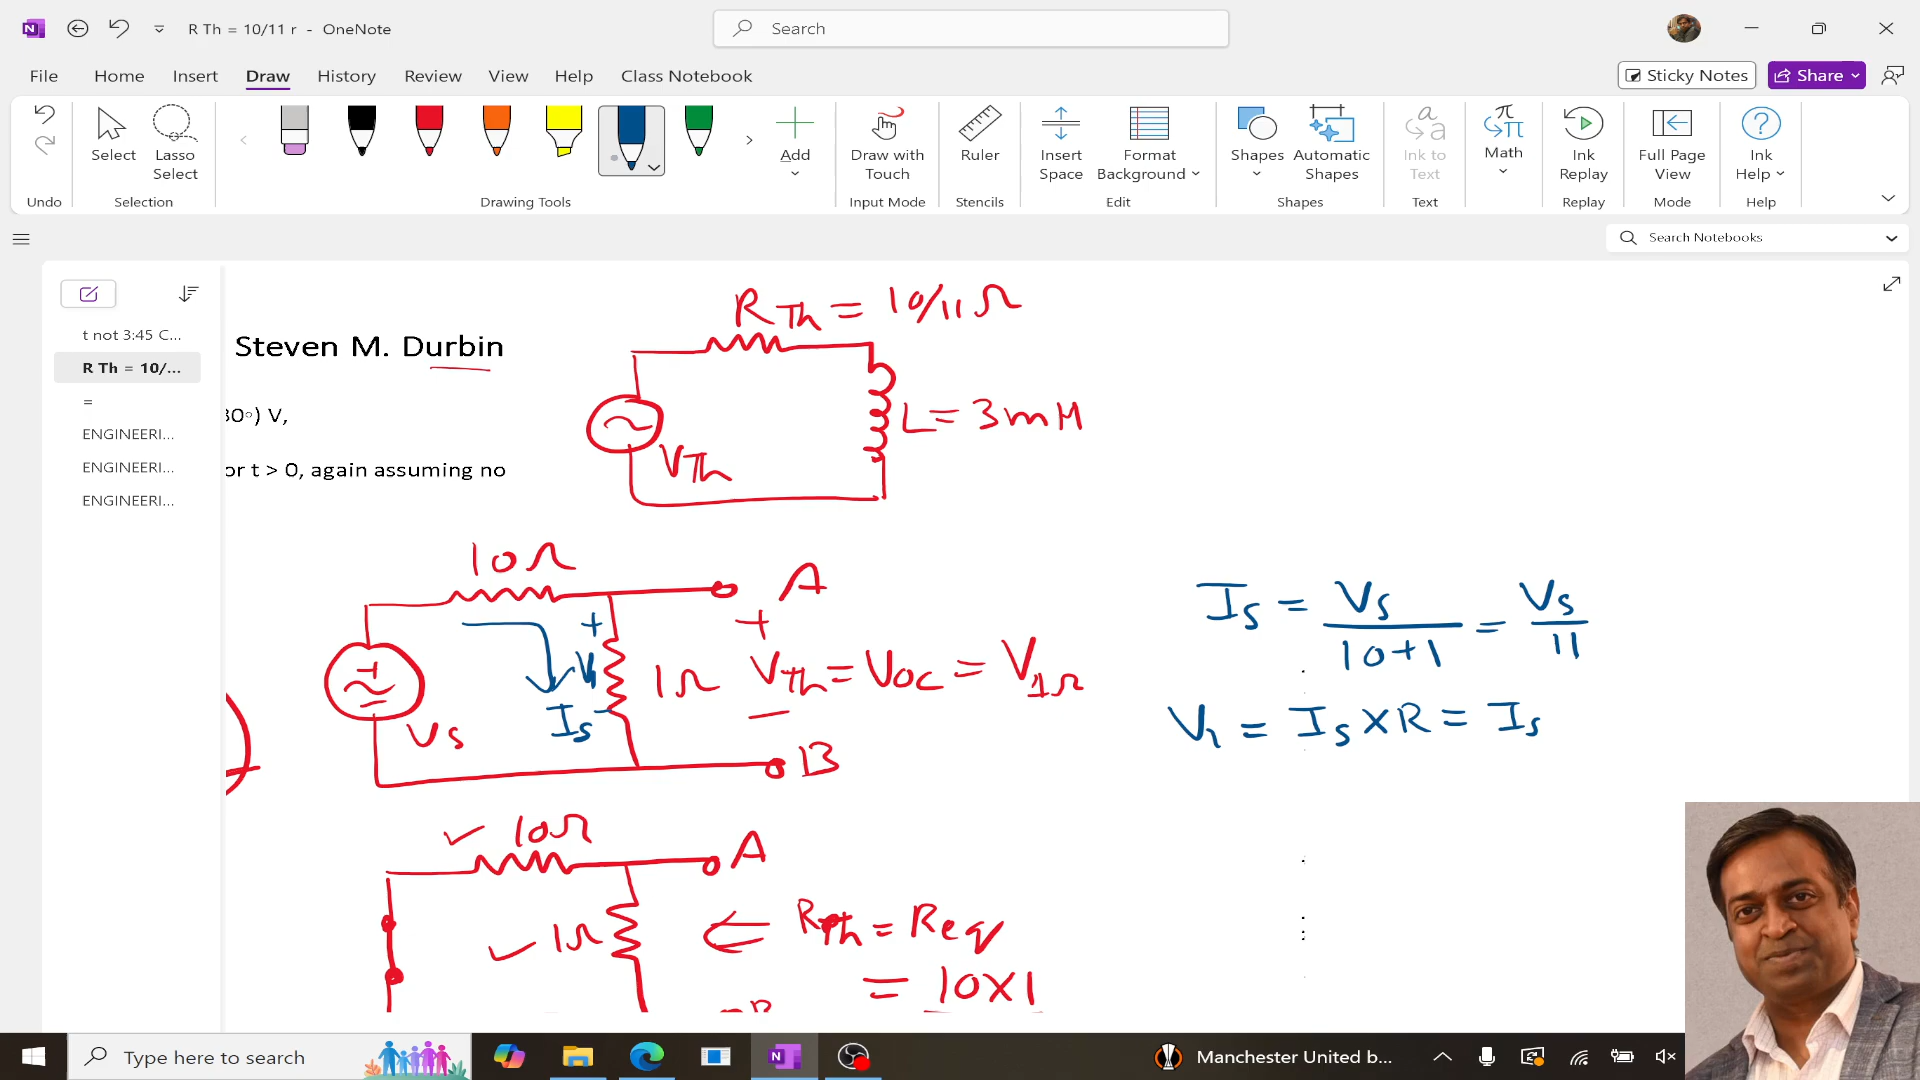 R Th = 10/11 r - OneNote
Search
File Home Insert Draw History Review View Help Class Notebook
Sticky Notes Share
Select Lasso Select
Add
Draw with Touch
Ruler
Insert Space
Format Background
Shapes
Automatic Shapes
Ink to Text
Math
Ink Replay
Full Page View
Ink Help
Undo Selection Drawing Tools Input Mode Stencils Edit Shapes Text Replay Mode Help
Search Notebooks
t not 3:45 C...
R Th = 10/...
=
ENGINEERI...
ENGINEERI...
ENGINEERI...
Steven M. Durbin
30°) V,
or t > 0, again assuming no
RTh = 10/11 Ω
L = 3mH
VTh
10Ω
A
+
+
V1
1Ω
VTh = VOC = V1Ω
Is
Vs
B
Is = Vs/10+1 = Vs/11
V1 = Is × R = Is
10Ω
A
1Ω
RTh = Req
= 10×1
Type here to search
Manchester United b...